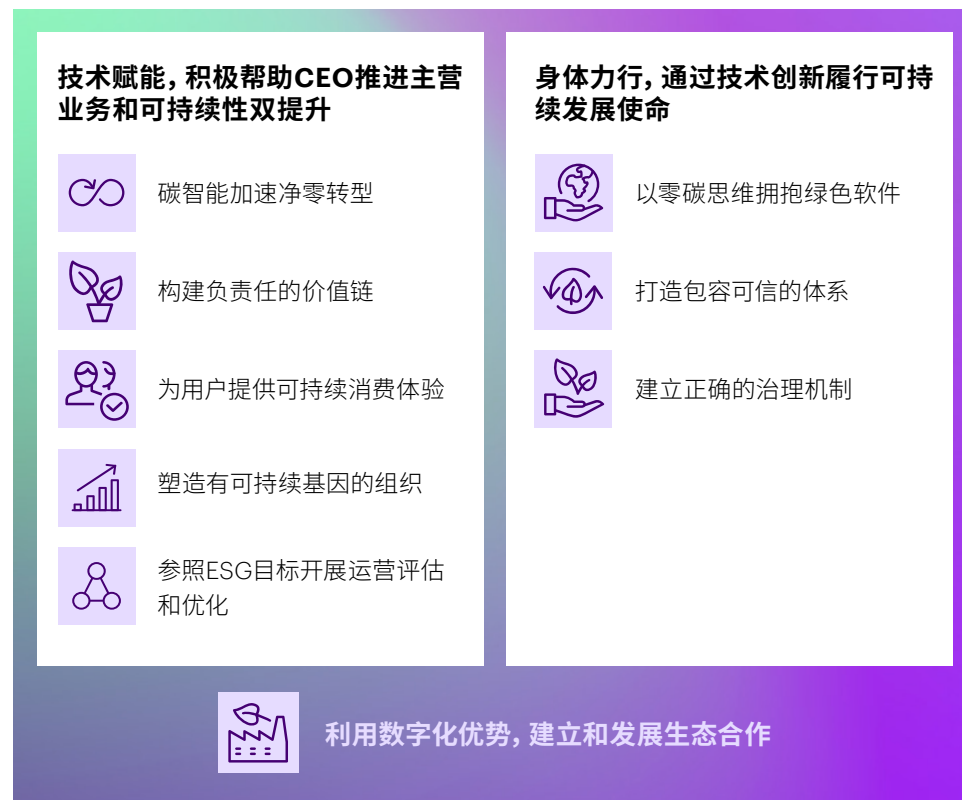 技术赋能，积极帮助CEO推进主营
业务和可持续性双提升
碳智能加速净零转型
构建负责任的价值链
为用户提供可持续消费体验
塑造有可持续基因的组织
参照ESG目标开展运营评估
和优化
身体力行，通过技术创新履行可持
续发展使命
以零碳思维拥抱绿色软件
打造包容可信的体系
建立正确的治理机制
利用数字化优势，建立和发展生态合作